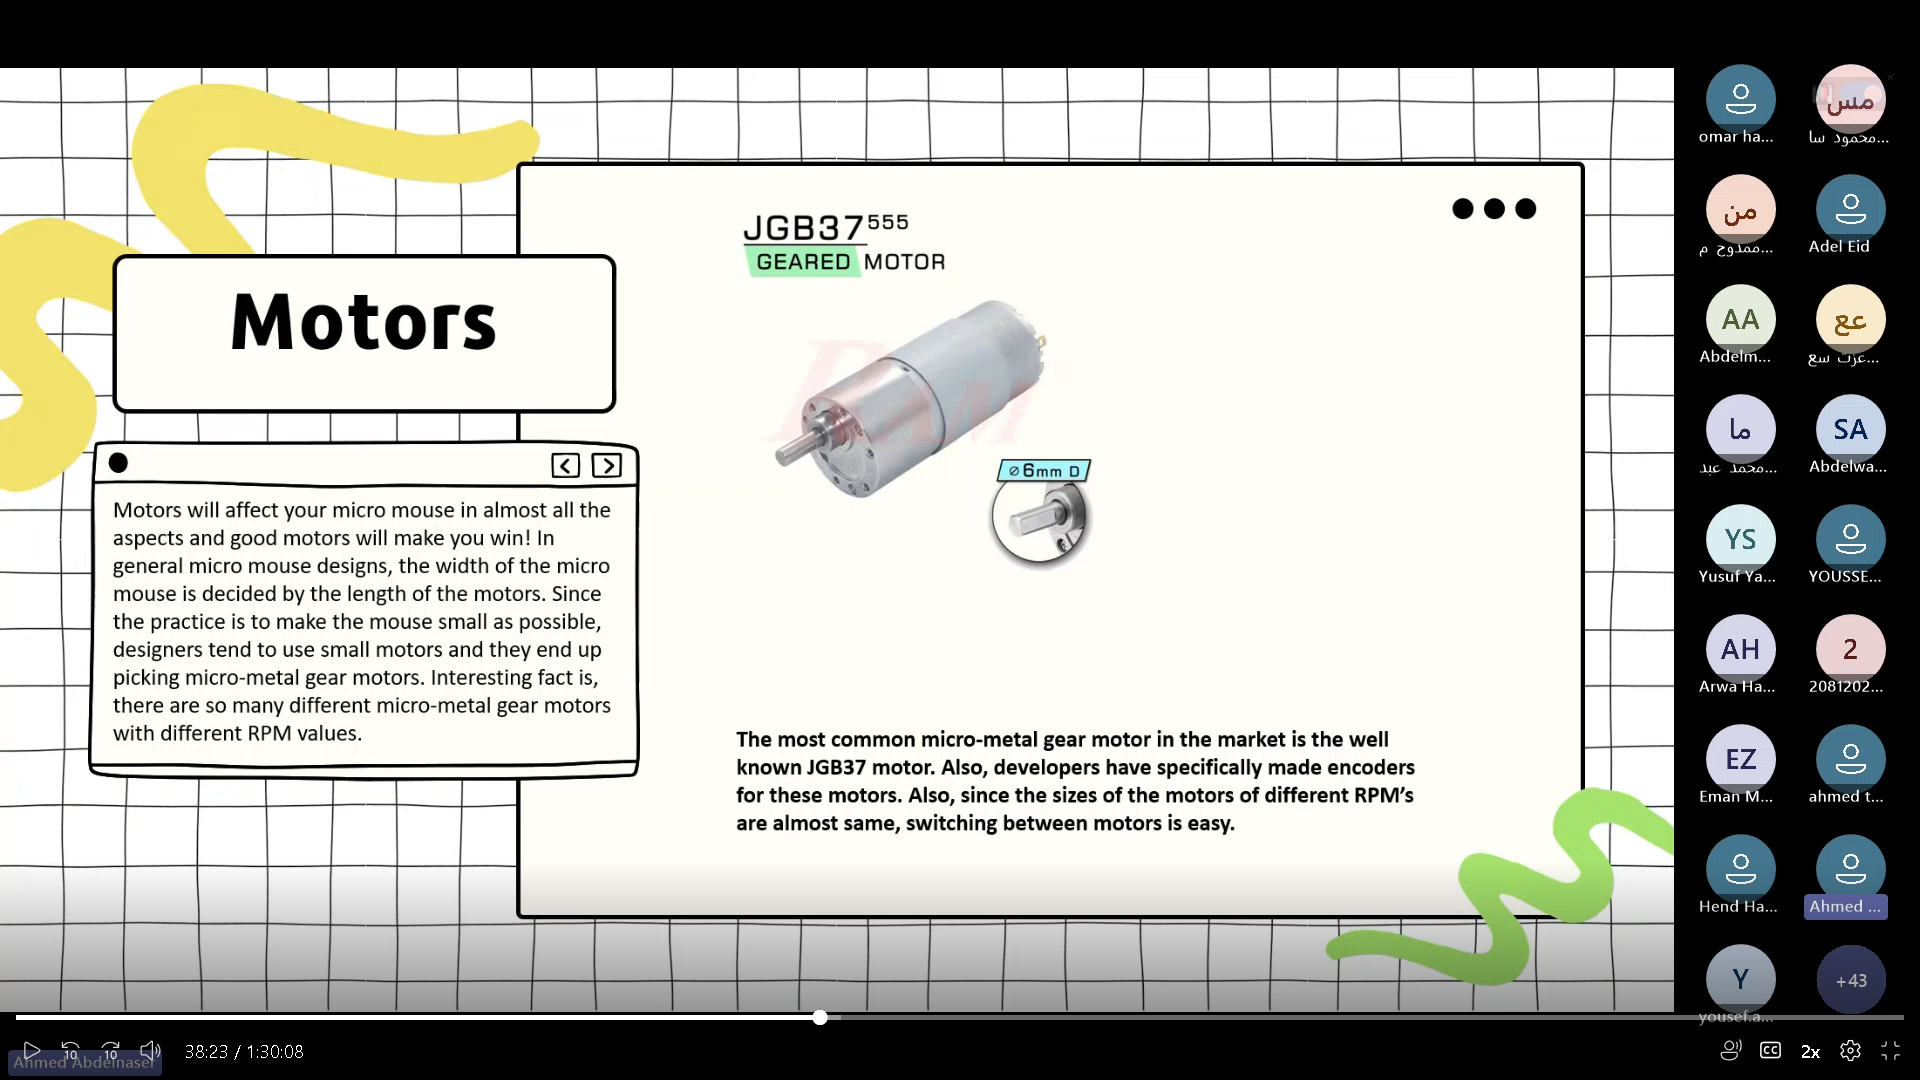 JGB37 555
GEARED MOTOR
Motors
ø6mm D
Motors will affect your micro mouse in almost all the
aspects and good motors will make you win! In
general micro mouse designs, the width of the micro
mouse is decided by the length of the motors. Since
the practice is to make the mouse small as possible,
designers tend to use small motors and they end up
picking micro-metal gear motors. Interesting fact is,
there are so many different micro-metal gear motors
with different RPM values.
The most common micro-metal gear motor in the market is the well
known JGB37 motor. Also, developers have specifically made encoders
for these motors. Also, since the sizes of the motors of different RPM's
are almost same, switching between motors is easy.
omar ha...
مس
محمود سا...
من
ممدوح م...
Adel Eid
AA
Abdelm...
عع
عزت سع...
ما
محمد عبد...
SA
Abdelwa...
YS
Yusuf Ya...
YOUSSE...
AH
Arwa Ha...
2
2081202...
EZ
Eman M...
ahmed t...
Hend Ha...
Ahmed ...
Y
yousef.a...
+43
10
10
38:23 / 1:30:08
Ahmed Abdelnaser
CC
2x